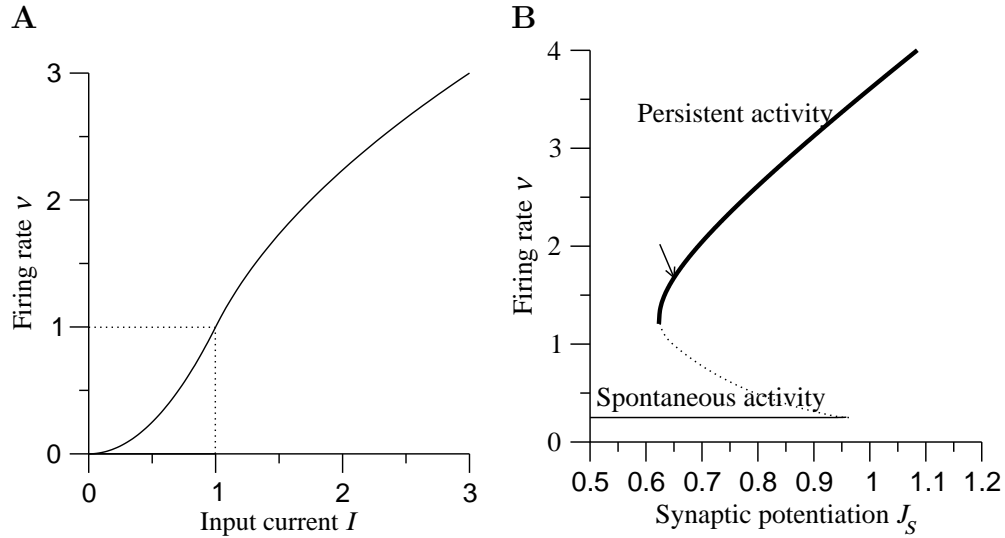 A
3
2
1
0
0
1
2
3
Firing rate ν
Input current I
B
4
3
2
1
0
0.5
0.6
0.7
0.8
0.9
1
1.1
1.2
Firing rate ν
Persistent activity
Spontaneous activity
Synaptic potentiation J_S